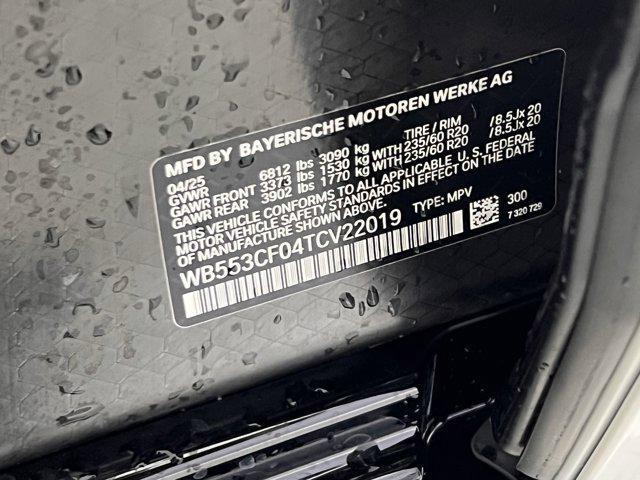 MFD BY BAYERISCHE MOTOREN WERKE AG
04/25
GVWR 6812 lbs 3090 kg TIRE / RIM
GAWR FRONT 3373 lbs 1530 kg WITH 235/60 R20 /8.5Jx 20
GAWR REAR 3902 lbs 1770 kg WITH 235/60 R20 /8.5Jx 20
THIS VEHICLE CONFORMS TO ALL APPLICABLE U. S. FEDERAL
MOTOR VEHICLE SAFETY STANDARDS IN EFFECT ON THE DATE
OF MANUFACTURE SHOWN ABOVE.
WB553CF04TCV22019 TYPE: MPV 300
7 320 729